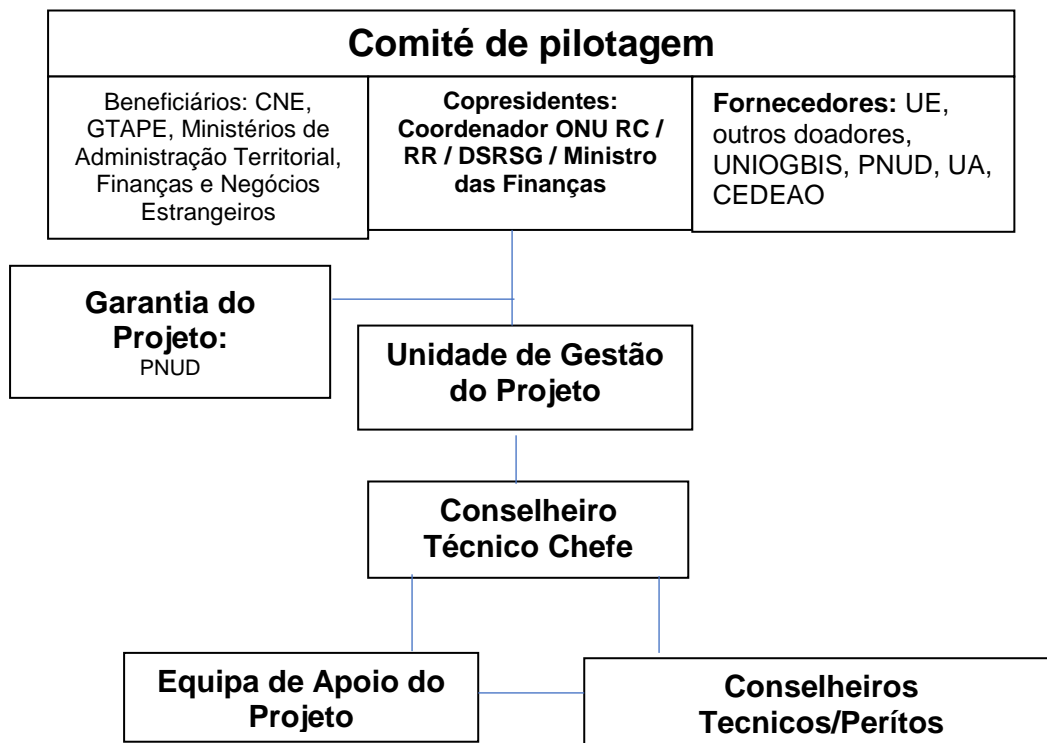 Comité de pilotagem
Beneficiários: CNE,
GTAPE, Ministérios de
Administração Territorial,
Finanças e Negócios
Estrangeiros
Copresidentes:
Coordenador ONU RC /
RR / DSRSG / Ministro
das Finanças
Fornecedores: UE,
outros doadores,
UNIOGBIS, PNUD, UA,
CEDEAO
Garantia do
Projeto:
PNUD
Unidade de Gestão
do Projeto
Conselheiro
Técnico Chefe
Equipa de Apoio do
Projeto
Conselheiros
Tecnicos/Perítos